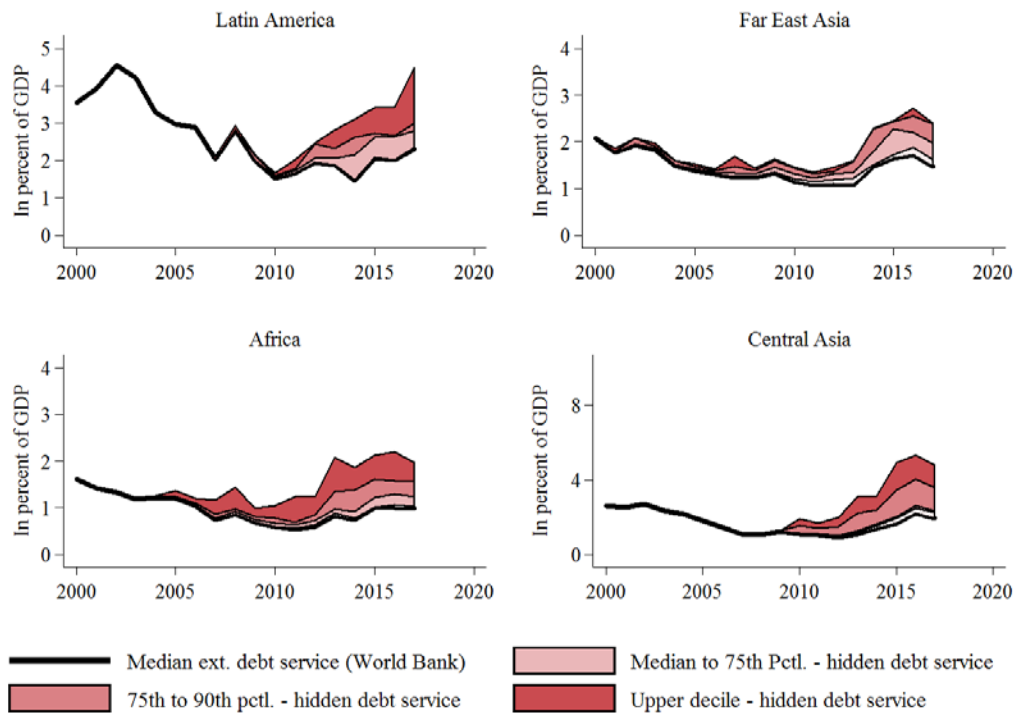 Latin America
In percent of GDP
5
4
3
2
1
0
2000 2005 2010 2015 2020
Far East Asia
In percent of GDP
4
3
2
1
0
2000 2005 2010 2015 2020
Africa
In percent of GDP
4
3
2
1
0
2000 2005 2010 2015 2020
Central Asia
In percent of GDP
8
4
0
2000 2005 2010 2015 2020
Median ext. debt service (World Bank)
Median to 75th Pctl. - hidden debt service
75th to 90th pctl. - hidden debt service
Upper decile - hidden debt service